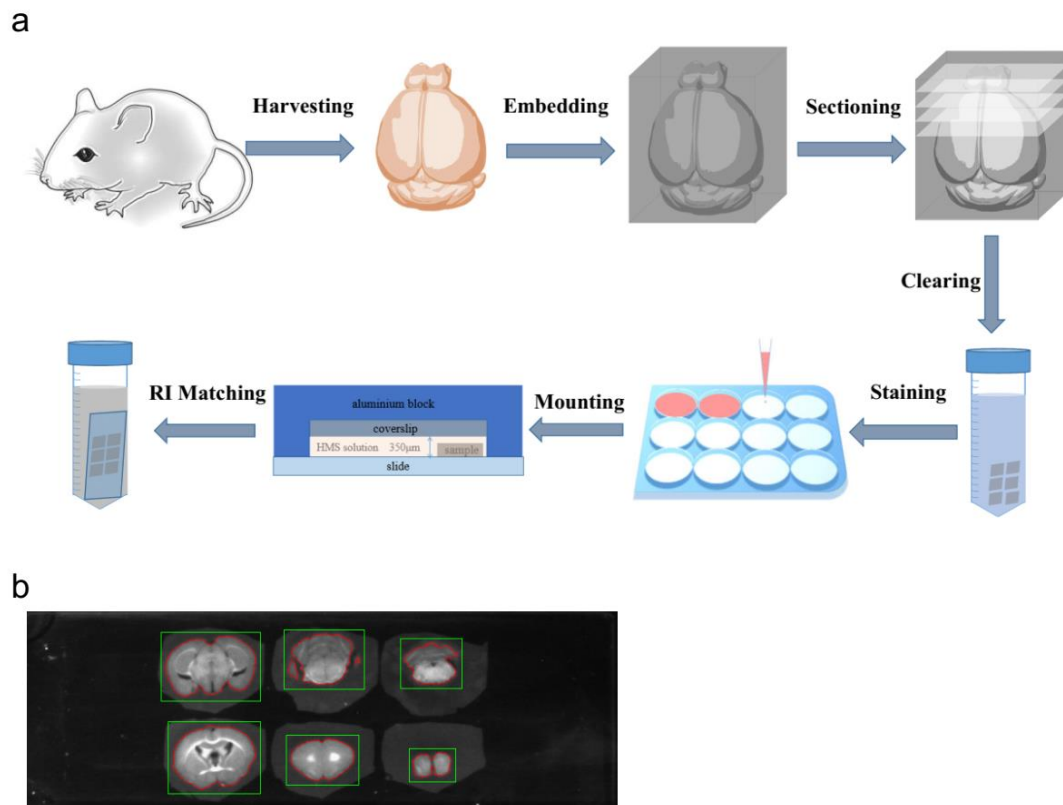 a
Harvesting
Embedding
Sectioning
Clearing
RI Matching
aluminium block
coverslip
HMS solution 350μm
sample
slide
Mounting
Staining
b